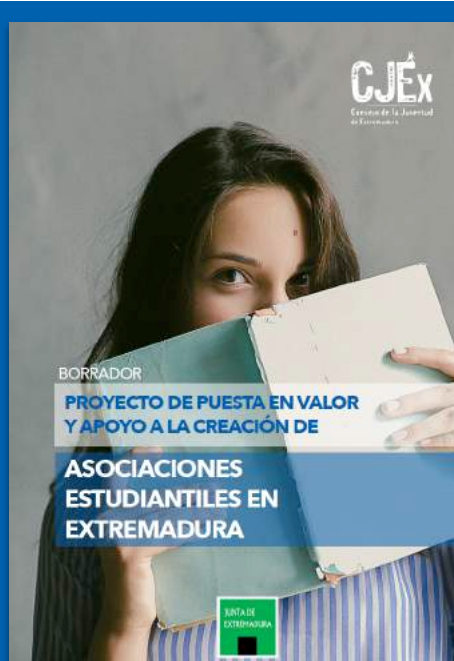 CJEx
Consejo de la Juventud
de Extremadura
BORRADOR
PROYECTO DE PUESTA EN VALOR
Y APOYO A LA CREACIÓN DE
ASOCIACIONES
ESTUDIANTILES EN
EXTREMADURA
JUNTA DE
EXTREMADURA